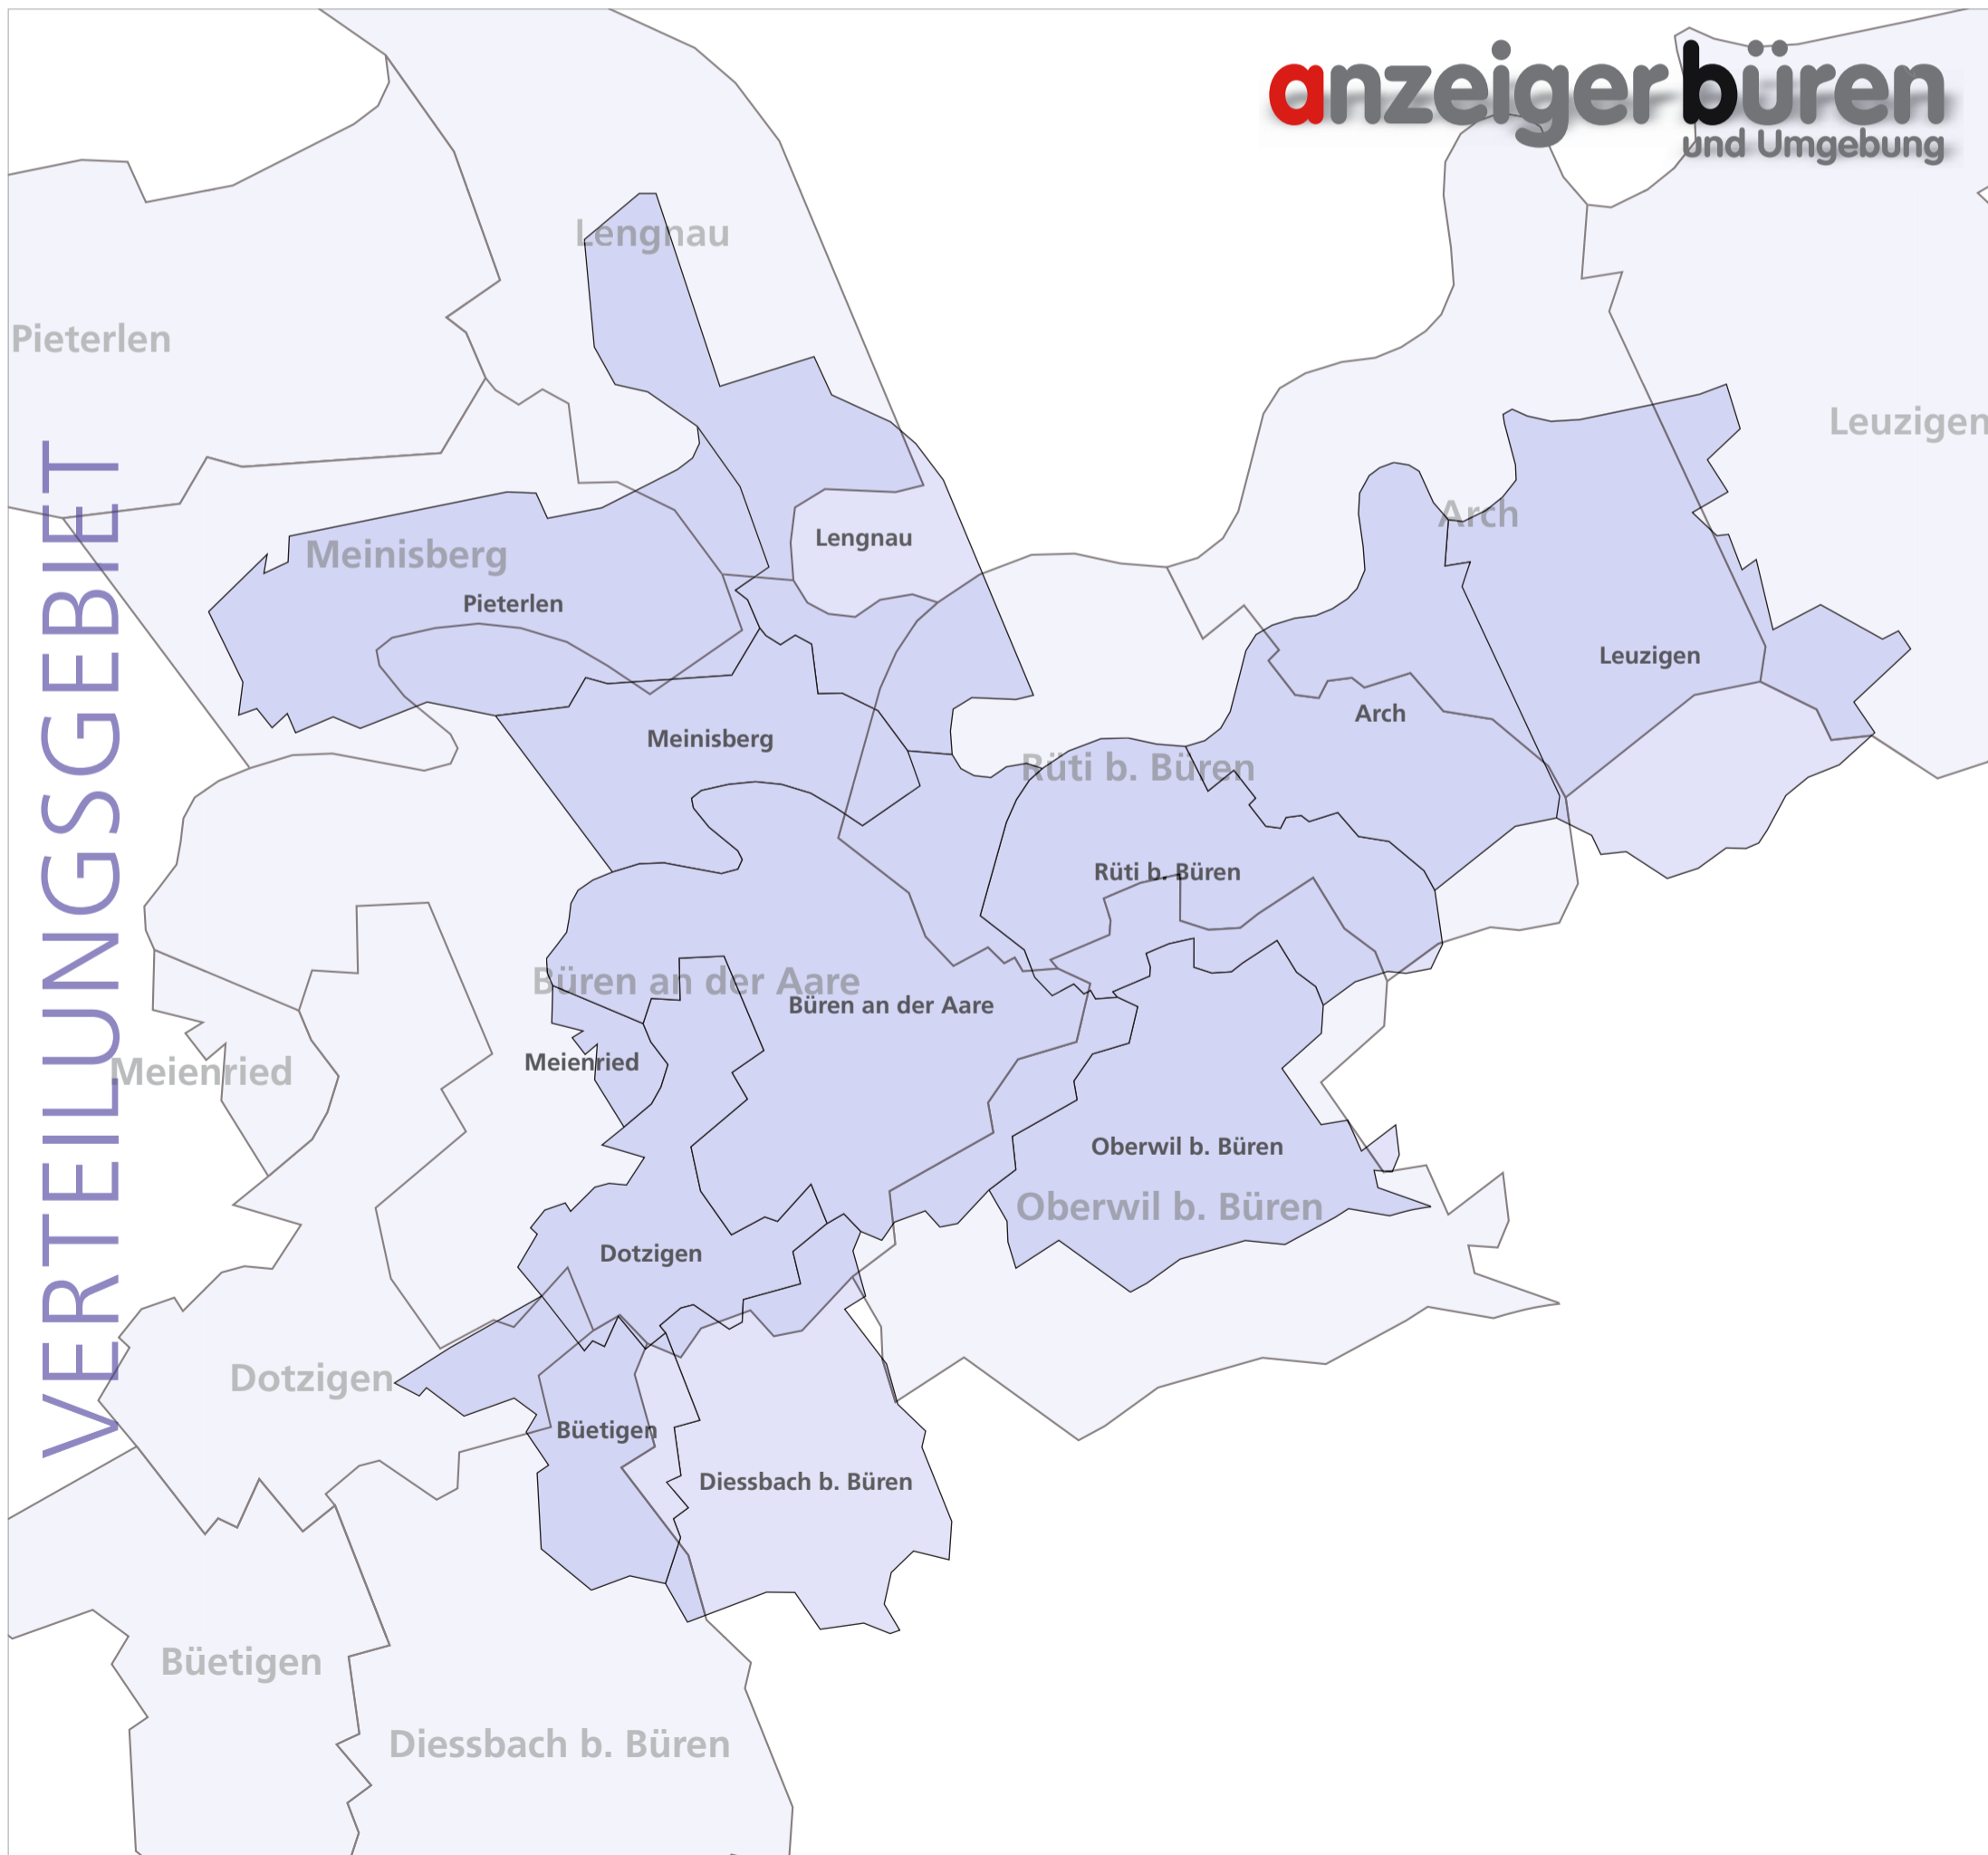 anzeiger büren
und Umgebung
VERTEILUNGSGEBIET
Lengnau
Pieterlen
Leuzigen
Arch
Lengnau
Meinisberg
Pieterlen
Leuzigen
Arch
Meinisberg
Rüti b. Büren
Rüti b. Büren
Büren an der Aare
Büren an der Aare
Meienried
Meienried
Oberwil b. Büren
Oberwil b. Büren
Dotzigen
Dotzigen
Büetigen
Diessbach b. Büren
Büetigen
Diessbach b. Büren